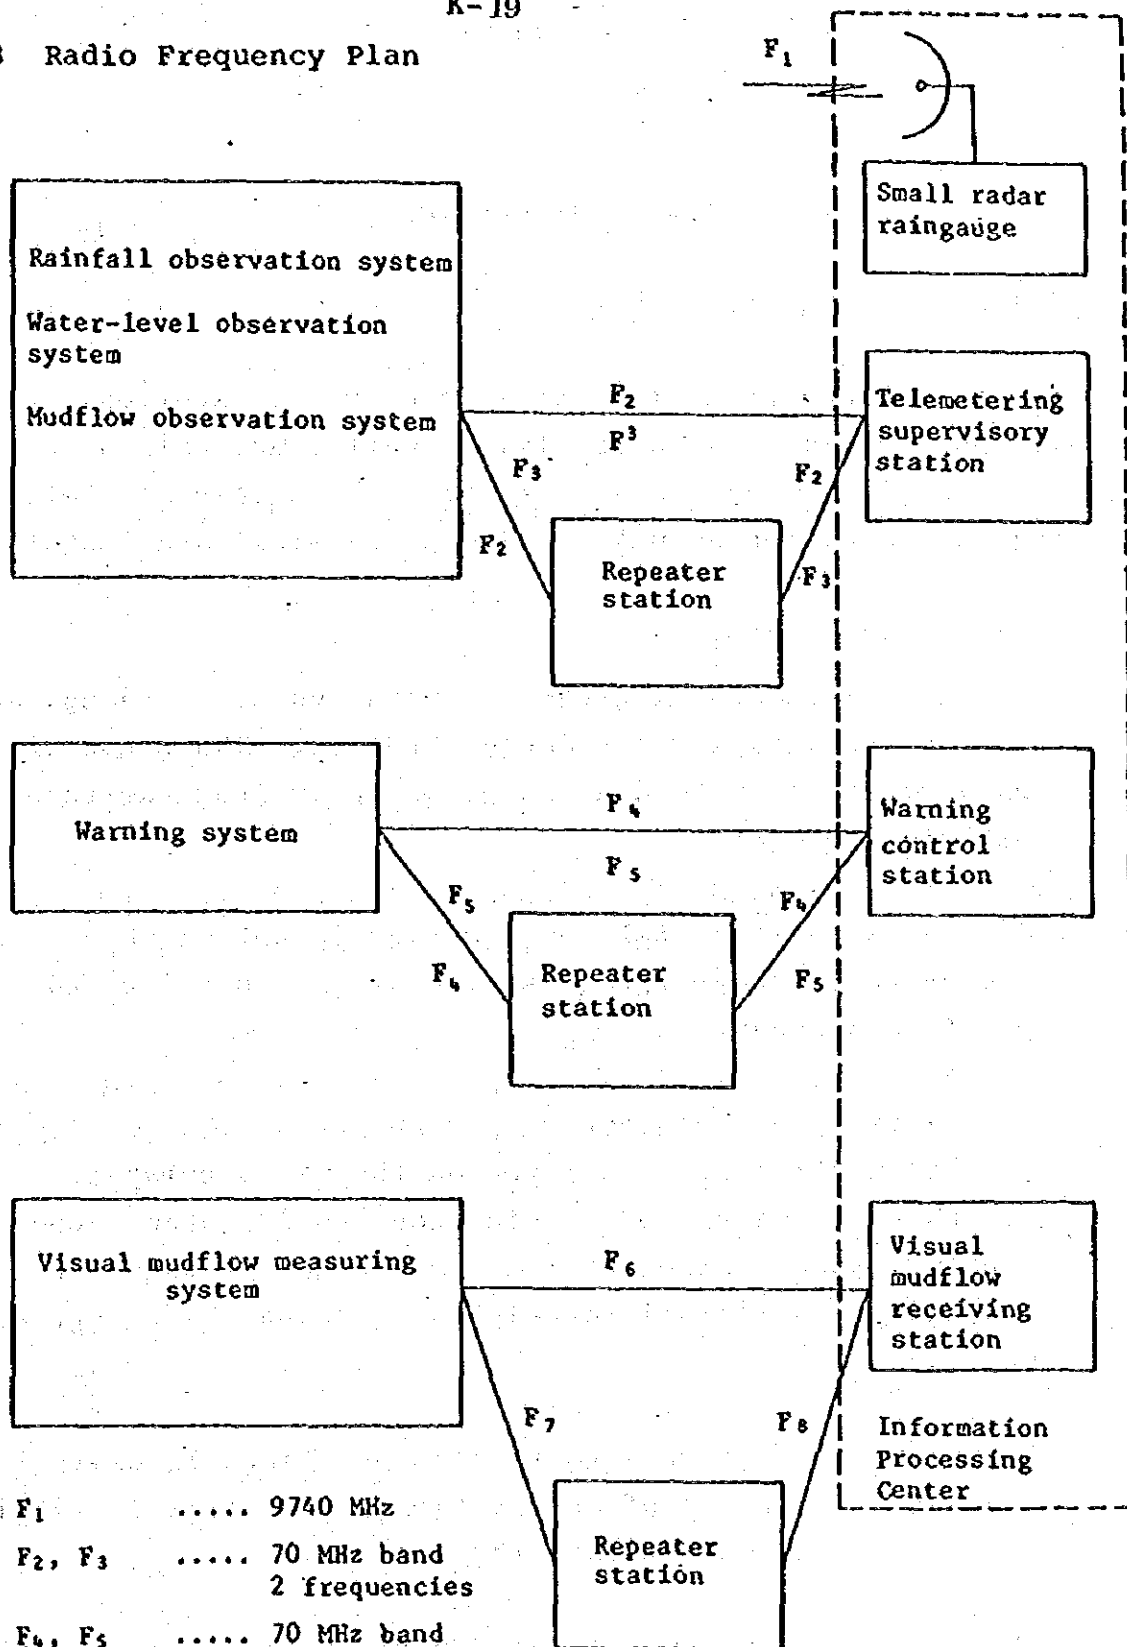 K-19
Radio Frequency Plan
F₁
Small radar
raingauge
Rainfall observation system
Water-level observation
system
Mudflow observation system
F₂
F³
F₃
F₂
F₂
F₃
Telemetering
supervisory
station
Repeater
station
Warning system
F₄
F₅
F₅
F₄
F₄
F₅
Warning
control
station
Repeater
station
Visual mudflow measuring
system
F₆
F₇
F₈
Visual
mudflow
receiving
station
Information
Processing
Center
Repeater
station
F₁ ..... 9740 MHz
F₂, F₃ ..... 70 MHz band
2 frequencies
F₄, F₅ ..... 70 MHz band